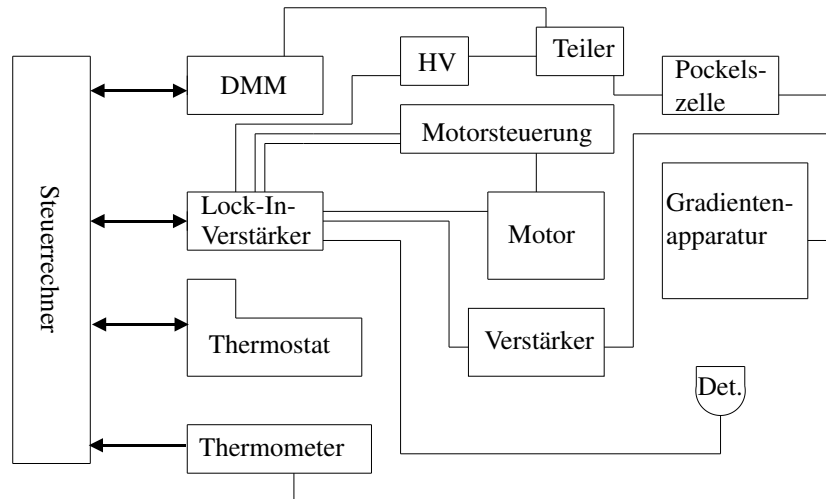 Teiler
HV
Pockels-
zelle
DMM
Motorsteuerung
Steuerrechner
Lock-In-
Verstärker
Motor
Gradienten-
apparatur
Thermostat
Verstärker
Det.
Thermometer